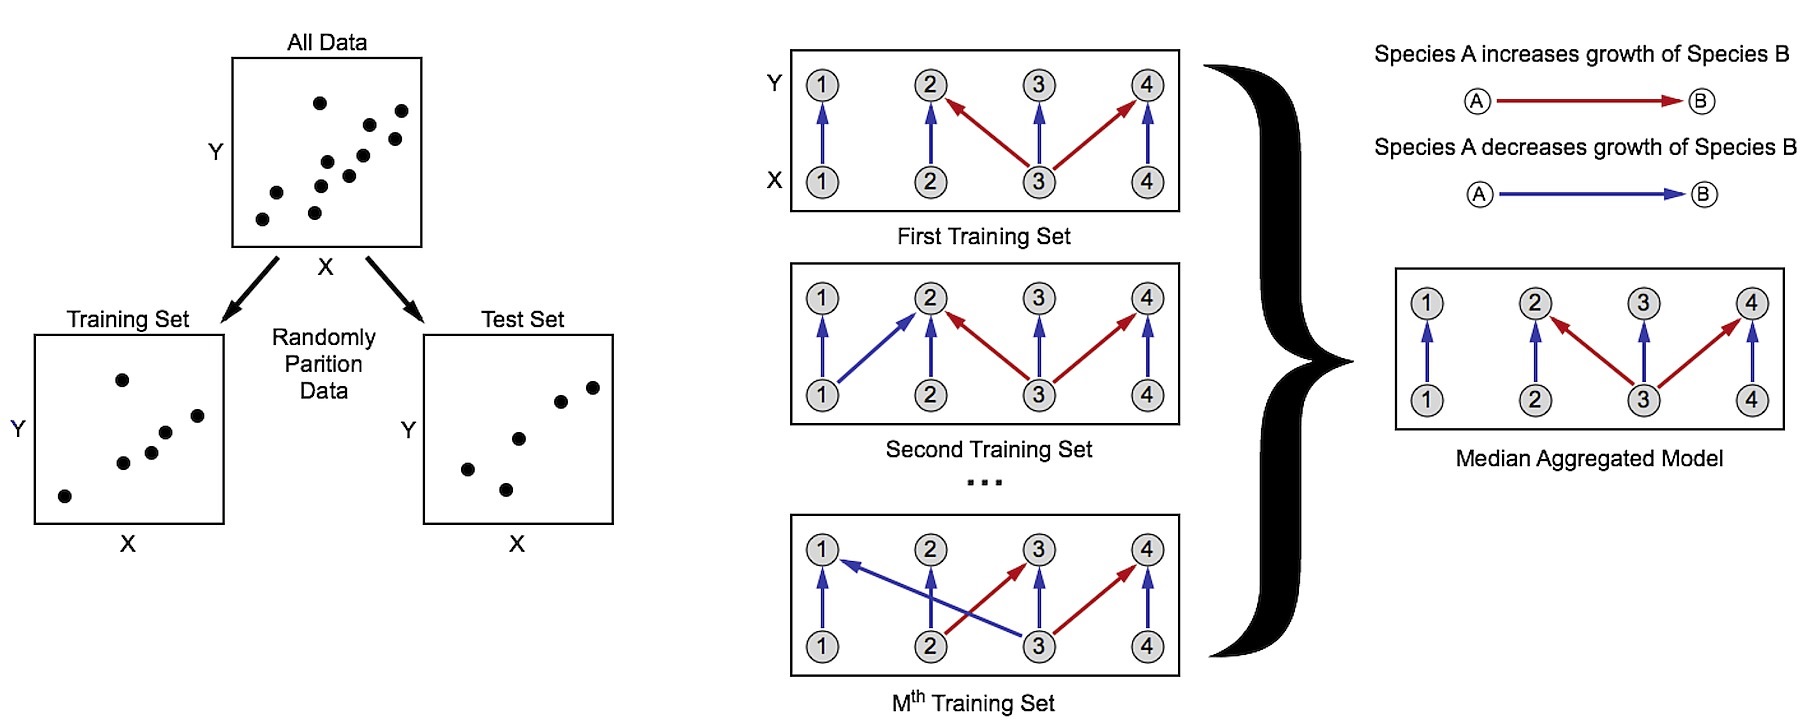 All Data
Y
X
Training Set
Test Set
Randomly
Parition
Data
Y
X
Y
X
Y
1 2 3 4
X
1 2 3 4
First Training Set
1 2 3 4
1 2 3 4
Second Training Set
...
1 2 3 4
1 2 3 4
Mth Training Set
Species A increases growth of Species B
A B
Species A decreases growth of Species B
A B
1 2 3 4
1 2 3 4
Median Aggregated Model